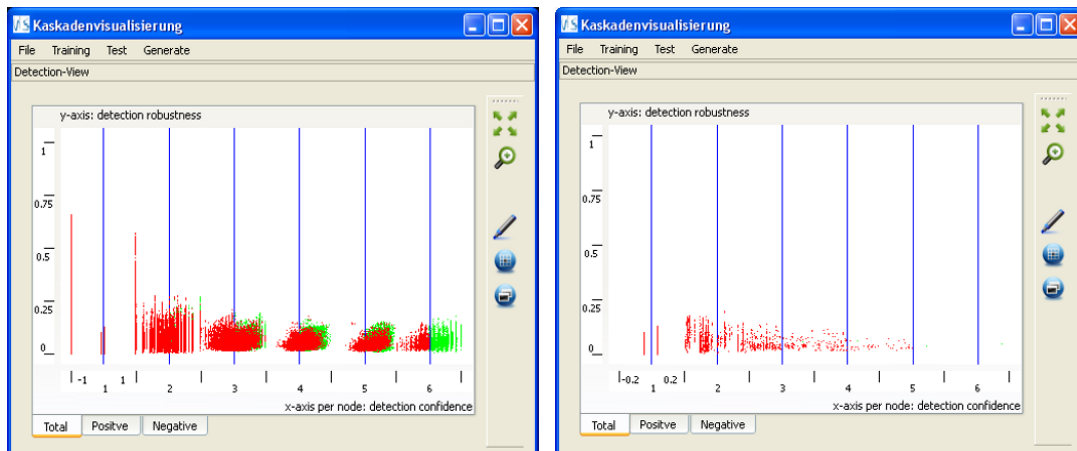 Kaskadenvisualisierung
File Training Test Generate
Detection-View
y-axis: detection robustness
1
0.75
0.5
0.25
0
-1 1 1 2 3 4 5 6
x-axis per node: detection confidence
Total Positve Negative
Kaskadenvisualisierung
File Training Test Generate
Detection-View
y-axis: detection robustness
1
0.75
0.5
0.25
0
-0.2 1 0.2 2 3 4 5 6
x-axis per node: detection confidence
Total Positve Negative